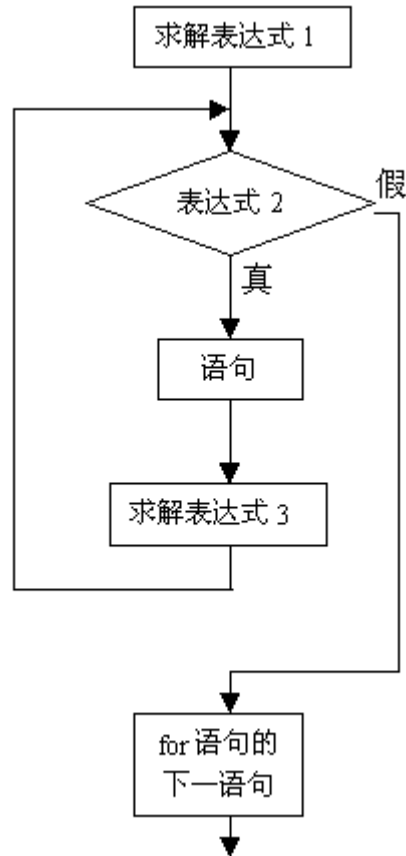 求解表达式 1
表达式 2
假
真
语句
求解表达式 3
for 语句的
下一语句